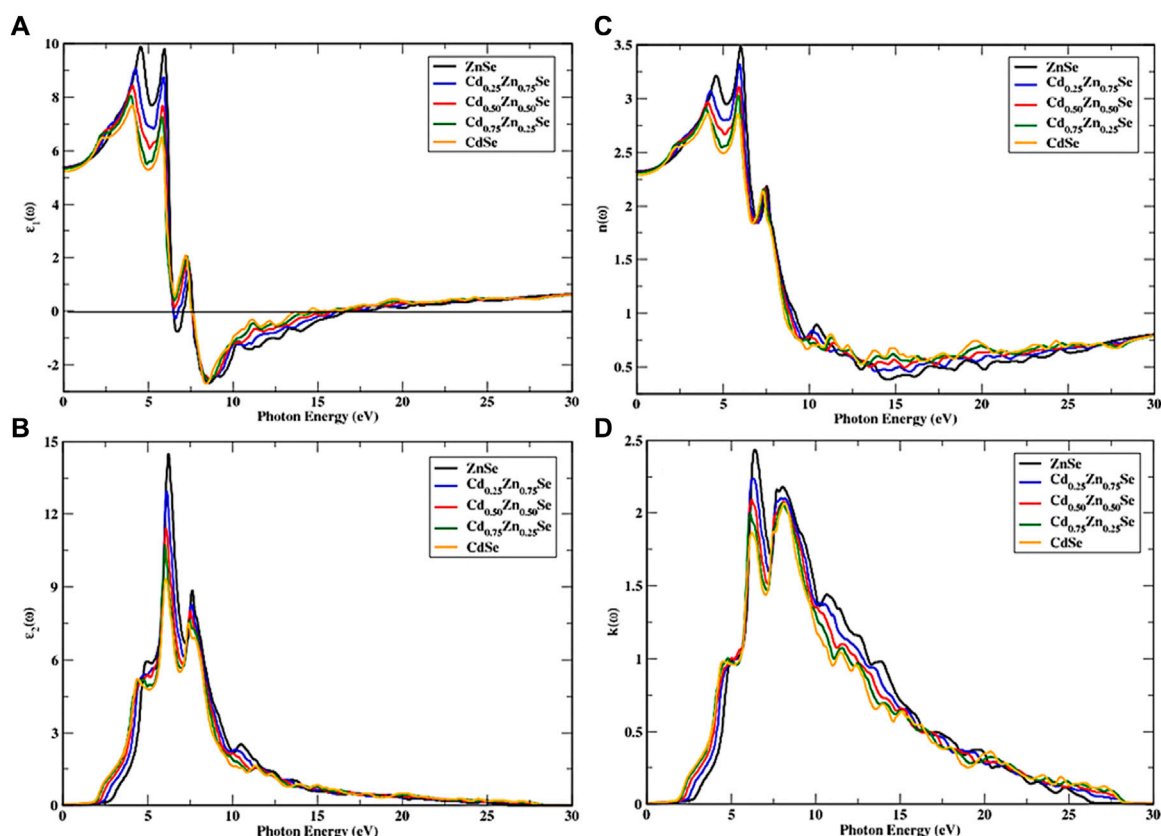 A
10
8
6
4
2
0
-2
ε₁(ω)
ZnSe
Cd₀.₂₅Zn₀.₇₅Se
Cd₀.₅₀Zn₀.₅₀Se
Cd₀.₇₅Zn₀.₂₅Se
CdSe
0 5 10 15 20 25 30
Photon Energy (eV)
B
15
12
9
6
3
0
ε₂(ω)
ZnSe
Cd₀.₂₅Zn₀.₇₅Se
Cd₀.₅₀Zn₀.₅₀Se
Cd₀.₇₅Zn₀.₂₅Se
CdSe
0 5 10 15 20 25 30
Photon Energy (eV)
C
3.5
3
2.5
2
1.5
1
0.5
n(ω)
ZnSe
Cd₀.₂₅Zn₀.₇₅Se
Cd₀.₅₀Zn₀.₅₀Se
Cd₀.₇₅Zn₀.₂₅Se
CdSe
0 5 10 15 20 25 30
Photon Energy (eV)
D
2.5
2
1.5
1
0.5
0
k(ω)
ZnSe
Cd₀.₂₅Zn₀.₇₅Se
Cd₀.₅₀Zn₀.₅₀Se
Cd₀.₇₅Zn₀.₂₅Se
CdSe
0 5 10 15 20 25 30
Photon Energy (eV)